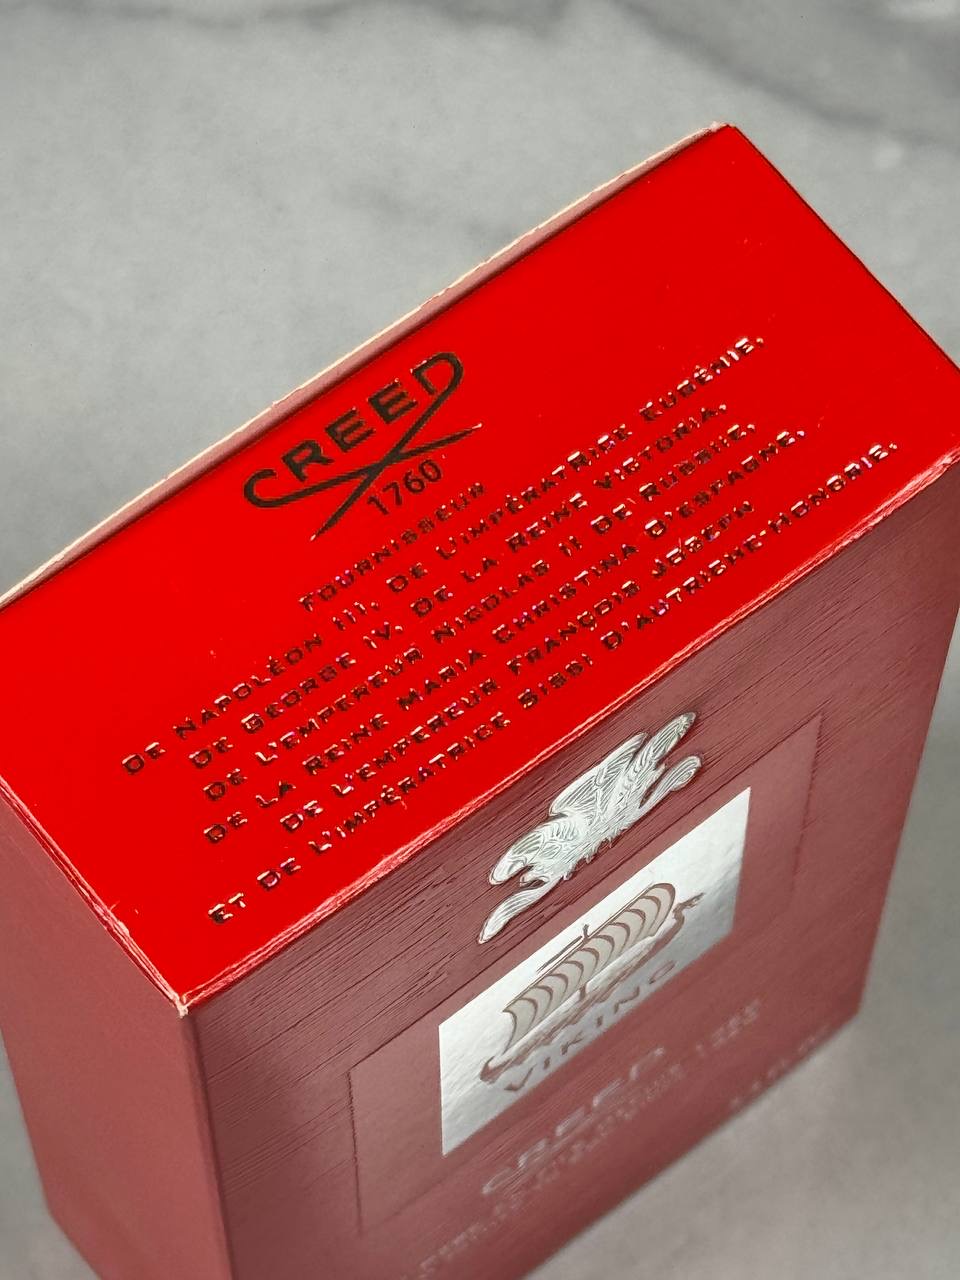 CREED
1760
FOURNISSEUR
DE NAPOLÉON III, DE L'IMPÉRATRICE EUGÉNIE,
DE GEORGE IV, DE LA REINE VICTORIA,
DE L'EMPEREUR NICOLAS II DE RUSSIE,
DE LA REINE MARIA CHRISTINA D'ESPAGNE,
DE L'EMPEREUR FRANÇOIS JOSEPH
ET DE L'IMPÉRATRICE SISSI D'AUTRICHE-HONGRIE.
VIKING
CREED